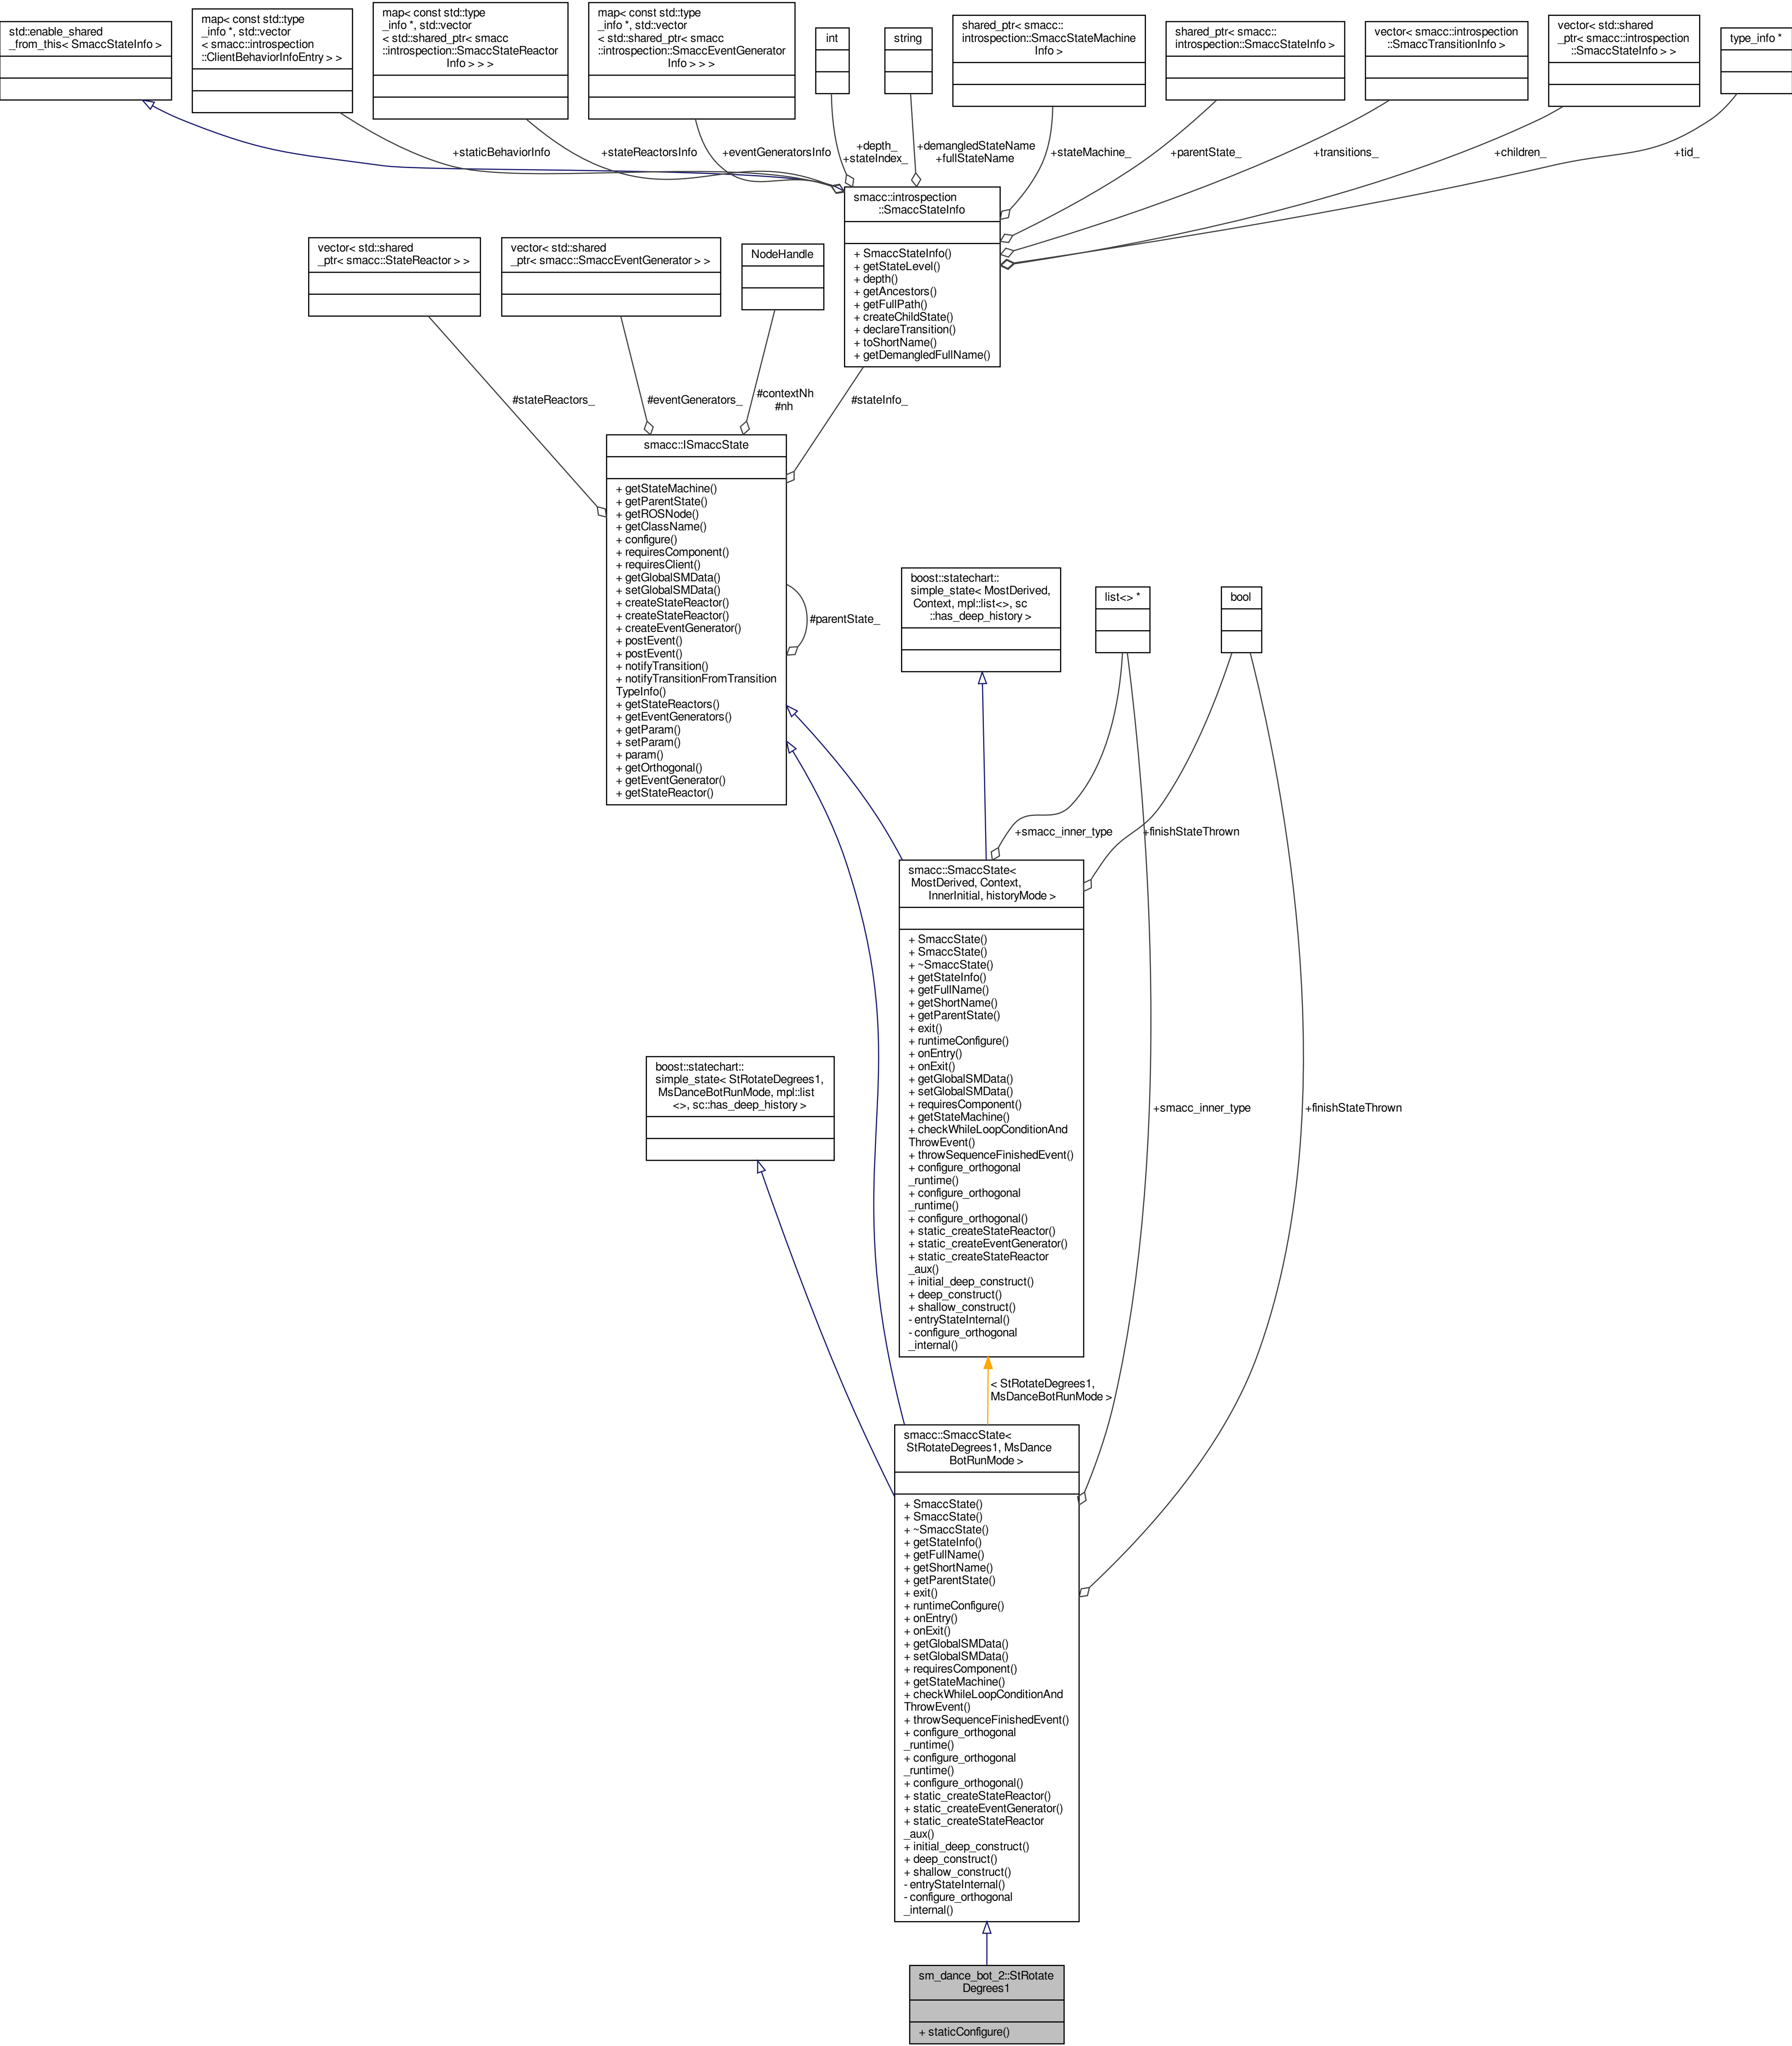 std::enable_shared
_from_this< SmaccStateInfo >
map< const std::type
_info *, std::vector
< smacc::introspection
::ClientBehaviorInfoEntry > >
map< const std::type
_info *, std::vector
< std::shared_ptr< smacc
::introspection::SmaccStateReactor
Info > > >
map< const std::type
_info *, std::vector
< std::shared_ptr< smacc
::introspection::SmaccEventGenerator
Info > > >
int
string
shared_ptr< smacc::
introspection::SmaccStateMachine
Info >
shared_ptr< smacc::
introspection::SmaccStateInfo >
vector< smacc::introspection
::SmaccTransitionInfo >
vector< std::shared
_ptr< smacc::introspection
::SmaccStateInfo > >
type_info *
+staticBehaviorInfo
+stateReactorsInfo
+eventGeneratorsInfo
+depth_
+stateIndex_
+demangledStateName
+fullStateName
+stateMachine_
+parentState_
+transitions_
+children_
+tid_
smacc::introspection
::SmaccStateInfo
+ SmaccStateInfo()
+ getStateLevel()
+ depth()
+ getAncestors()
+ getFullPath()
+ createChildState()
+ declareTransition()
+ toShortName()
+ getDemangledFullName()
vector< std::shared
_ptr< smacc::StateReactor > >
vector< std::shared
_ptr< smacc::SmaccEventGenerator > >
NodeHandle
#stateReactors_
#eventGenerators_
#contextNh
#nh
#stateInfo_
smacc::ISmaccState
+ getStateMachine()
+ getParentState()
+ getROSNode()
+ getClassName()
+ configure()
+ requiresComponent()
+ requiresClient()
+ getGlobalSMData()
+ setGlobalSMData()
+ createStateReactor()
+ createStateReactor()
+ createEventGenerator()
+ postEvent()
+ postEvent()
+ notifyTransition()
+ notifyTransitionFromTransition
TypeInfo()
+ getStateReactors()
+ getEventGenerators()
+ getParam()
+ setParam()
+ param()
+ getOrthogonal()
+ getEventGenerator()
+ getStateReactor()
#parentState_
boost::statechart::
simple_state< MostDerived,
Context, mpl::list<>, sc
::has_deep_history >
list<> *
bool
+smacc_inner_type
+finishStateThrown
smacc::SmaccState<
MostDerived, Context,
InnerInitial, historyMode >
+ SmaccState()
+ SmaccState()
+ ~SmaccState()
+ getStateInfo()
+ getFullName()
+ getShortName()
+ getParentState()
+ exit()
+ runtimeConfigure()
+ onEntry()
+ onExit()
+ getGlobalSMData()
+ setGlobalSMData()
+ requiresComponent()
+ getStateMachine()
+ checkWhileLoopConditionAnd
ThrowEvent()
+ throwSequenceFinishedEvent()
+ configure_orthogonal
_runtime()
+ configure_orthogonal
_runtime()
+ configure_orthogonal()
+ static_createStateReactor()
+ static_createEventGenerator()
+ static_createStateReactor
_aux()
+ initial_deep_construct()
+ deep_construct()
+ shallow_construct()
- entryStateInternal()
- configure_orthogonal
_internal()
boost::statechart::
simple_state< StRotateDegrees1,
MsDanceBotRunMode, mpl::list
<>, sc::has_deep_history >
+smacc_inner_type
+finishStateThrown
< StRotateDegrees1,
MsDanceBotRunMode >
smacc::SmaccState<
StRotateDegrees1, MsDance
BotRunMode >
+ SmaccState()
+ SmaccState()
+ ~SmaccState()
+ getStateInfo()
+ getFullName()
+ getShortName()
+ getParentState()
+ exit()
+ runtimeConfigure()
+ onEntry()
+ onExit()
+ getGlobalSMData()
+ setGlobalSMData()
+ requiresComponent()
+ getStateMachine()
+ checkWhileLoopConditionAnd
ThrowEvent()
+ throwSequenceFinishedEvent()
+ configure_orthogonal
_runtime()
+ configure_orthogonal
_runtime()
+ configure_orthogonal()
+ static_createStateReactor()
+ static_createEventGenerator()
+ static_createStateReactor
_aux()
+ initial_deep_construct()
+ deep_construct()
+ shallow_construct()
- entryStateInternal()
- configure_orthogonal
_internal()
sm_dance_bot_2::StRotate
Degrees1
+ staticConfigure()